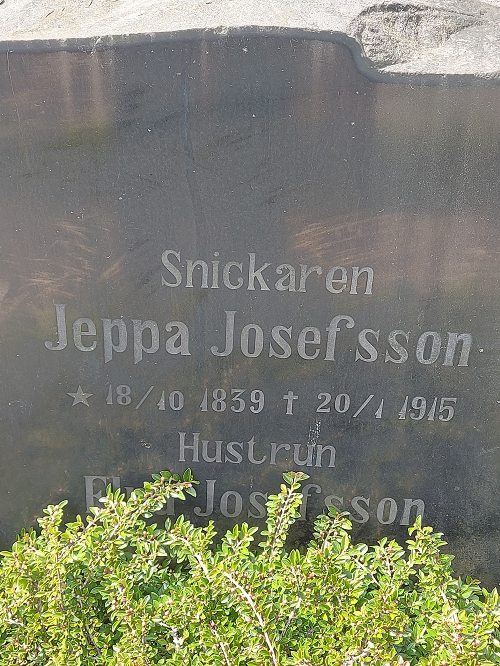 Snickaren
Jeppa Josefsson
★ 18/10 1839 † 20/1 1915
Hustrun
Josefsson